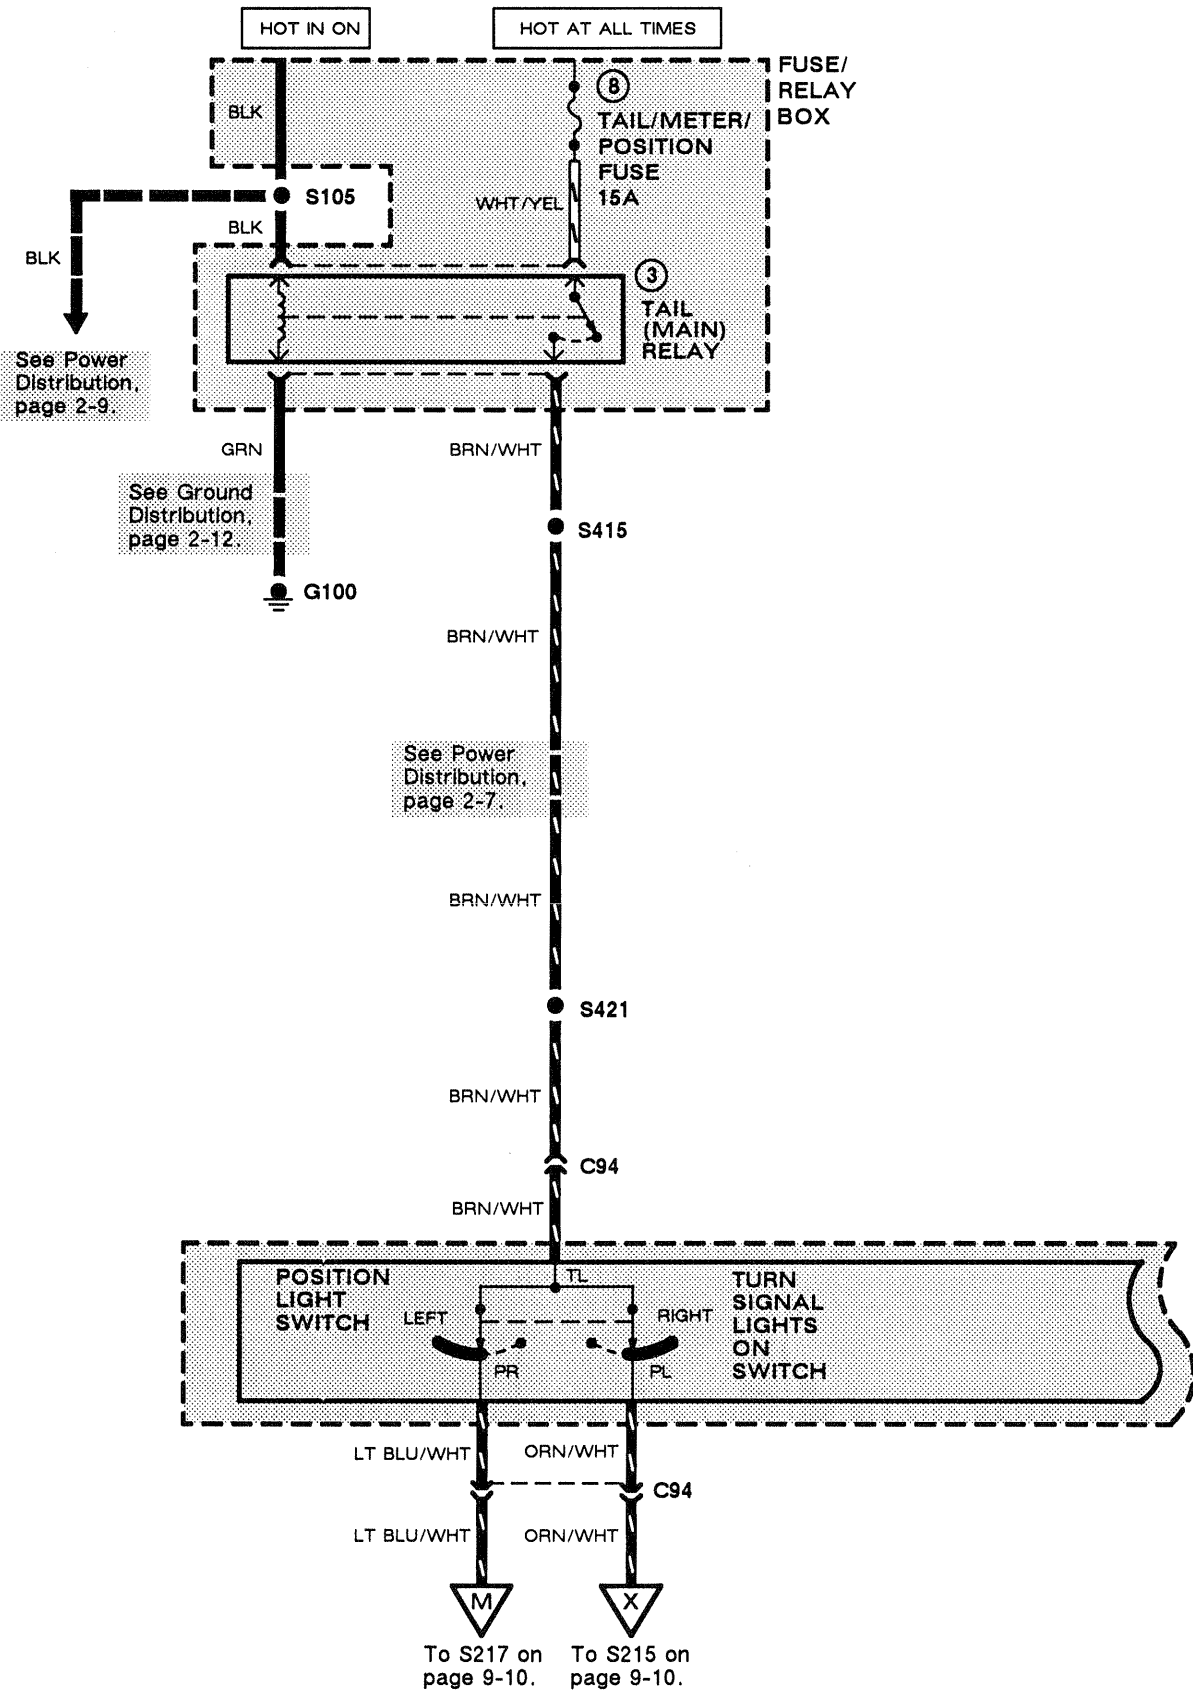 HOT IN ON
HOT AT ALL TIMES
FUSE/
RELAY
BOX
8
TAIL/METER/
POSITION
FUSE
15A
BLK
S105
WHT/YEL
BLK
BLK
3
TAIL
(MAIN)
RELAY
See Power
Distribution,
page 2-9.
GRN
BRN/WHT
See Ground
Distribution,
page 2-12.
S415
G100
BRN/WHT
See Power
Distribution,
page 2-7.
BRN/WHT
S421
BRN/WHT
C94
BRN/WHT
POSITION
LIGHT
SWITCH
TL
TURN
SIGNAL
LIGHTS
ON
SWITCH
LEFT
RIGHT
PR
PL
LT BLU/WHT
ORN/WHT
C94
LT BLU/WHT
ORN/WHT
M
X
To S217 on
page 9-10.
To S215 on
page 9-10.